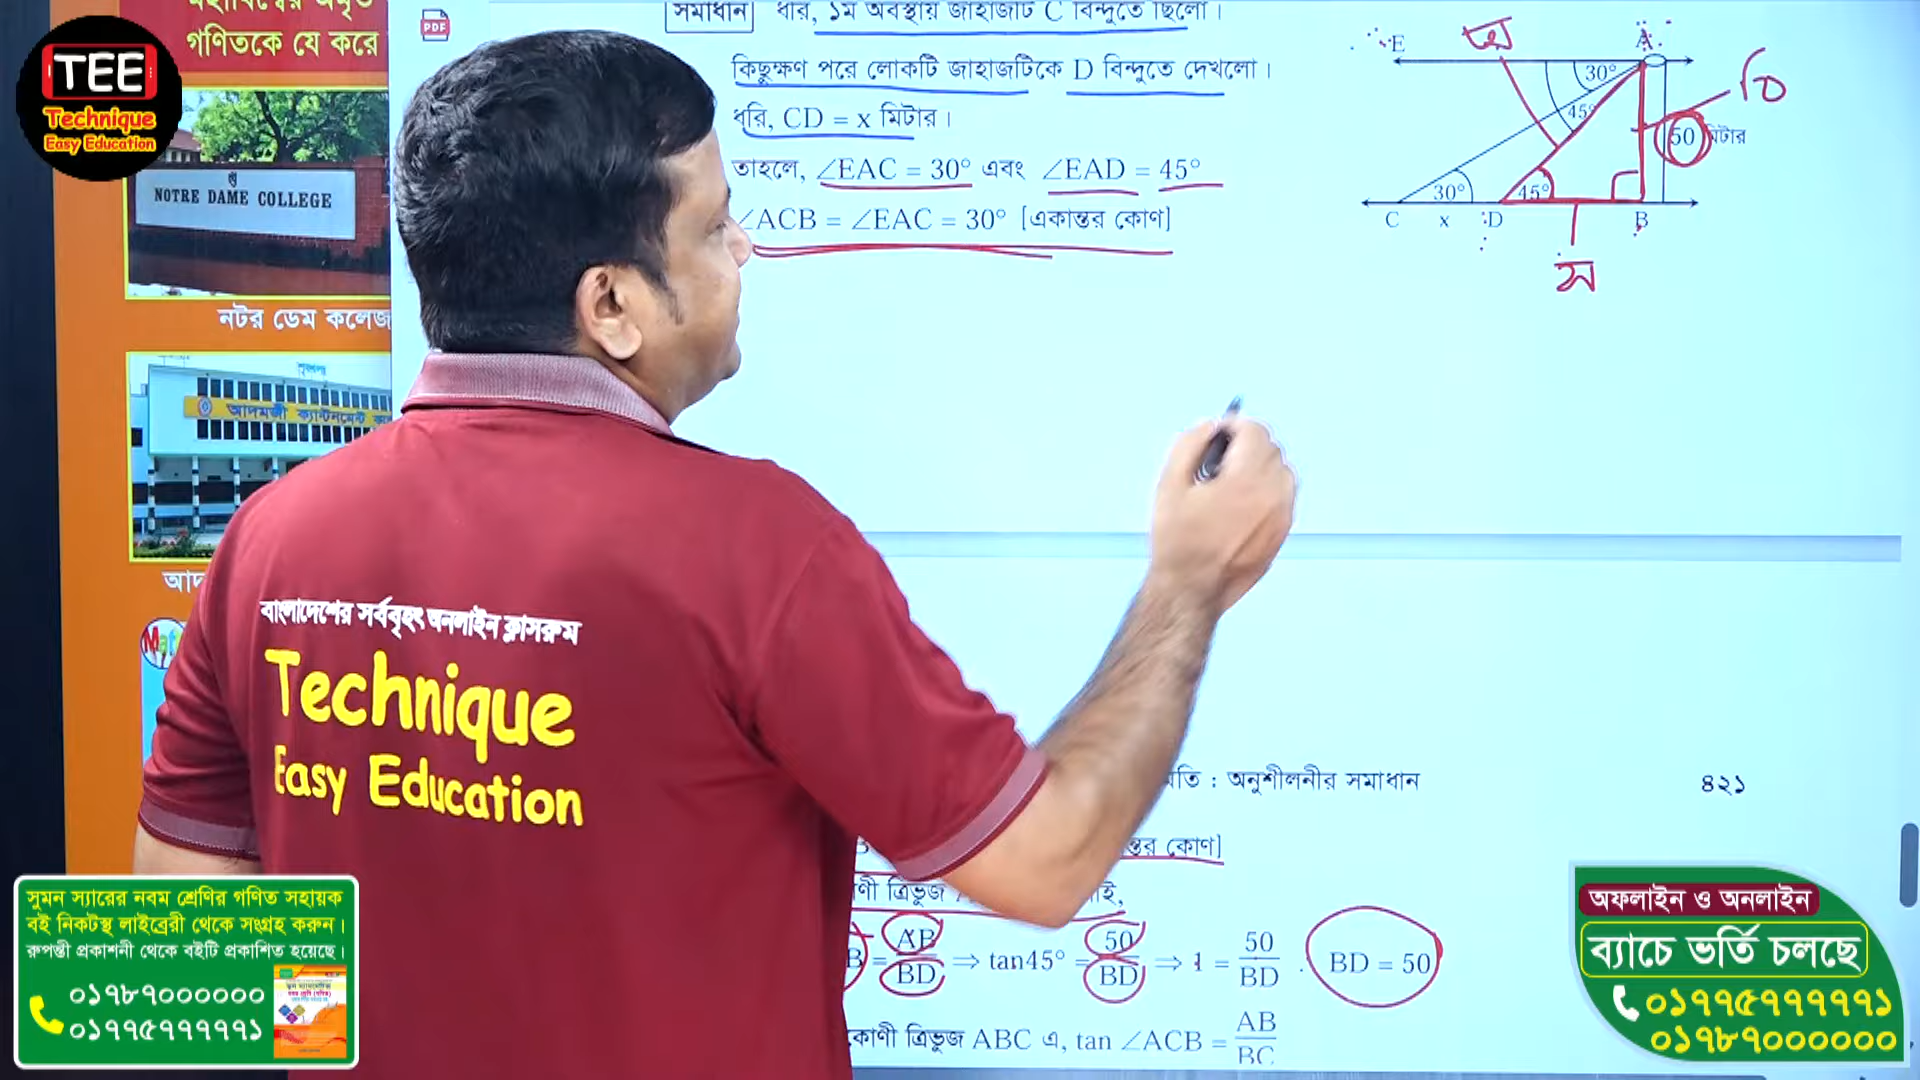 গণিতকে যে করে
TEE
Technique
Easy Education
NOTRE DAME COLLEGE
নটর ডেম কলেজ
আদমজী ক্যান্টনমেন্ট
বাংলাদেশের সর্ববৃহৎ অনলাইন ক্লাসরুম
Technique
Easy Education
সুমন স্যারের নবম শ্রেণির গণিত সহায়ক
বই নিকটস্থ লাইব্রেরী থেকে সংগ্রহ করুন।
রুপন্তী প্রকাশনী থেকে বইটি প্রকাশিত হয়েছে।
০১৭৮৭০০০০০০
০১৭৭৫৭৭৭৭৭১
PDF
সমাধান ধরি, ১ম অবস্থায় জাহাজটি C বিন্দুতে ছিলো।
কিছুক্ষণ পরে লোকটি জাহাজটিকে D বিন্দুতে দেখলো।
ধরি, CD = x মিটার।
তাহলে, ∠EAC = 30° এবং ∠EAD = 45°
∠ACB = ∠EAC = 30° [একান্তর কোণ]
E A
30°
45°
50 মিটার
30° 45°
C x D B
: অনুশীলনীর সমাধান ৪২১
কোণ]
ত্রিভুজ
B = AB/BD ⇒ tan45° = 50/BD ⇒ 1 = 50/BD ∴ BD = 50
কোণী ত্রিভুজ ABC এ, tan ∠ACB = AB/BC
অফলাইন ও অনলাইন
ব্যাচে ভর্তি চলছে
০১৭৭৫৭৭৭৭৭১
০১৭৮৭০০০০০০